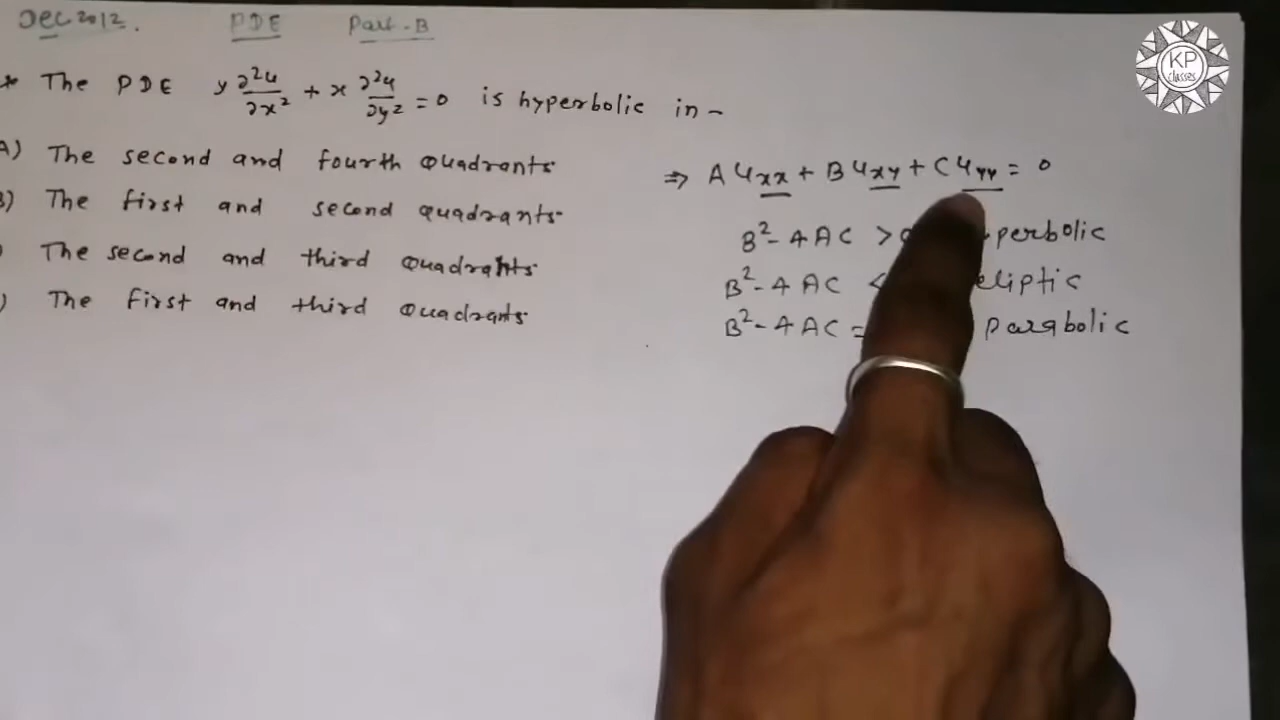 Dec 2012. PDE Part-B
KP classes
* The PDE y ∂²u/∂x² + x ∂²u/∂y² = 0 is hyperbolic in -
A) The second and fourth Quadrants
B) The first and second quadrants
) The second and third Quadrants
) The First and third Quadrants
⇒ A uxx + B uxy + C uyy = 0
B² - 4AC > perbolic
B² - 4AC < eliptic
B² - 4AC = parabolic